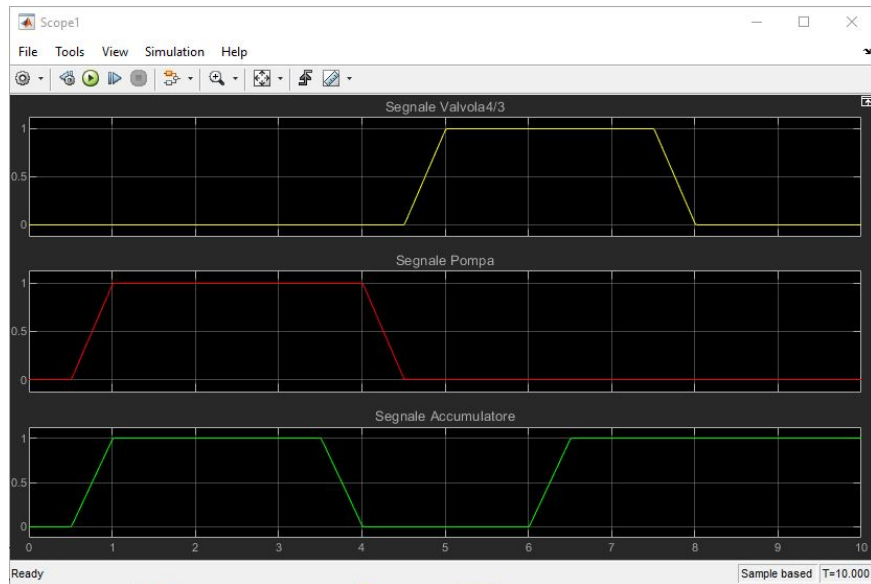 Scope1
File Tools View Simulation Help
Segnale Valvola4/3
1
0.5
0
Segnale Pompa
1
0.5
0
Segnale Accumulatore
1
0.5
0
0 1 2 3 4 5 6 7 8 9 10
Ready Sample based T=10.000